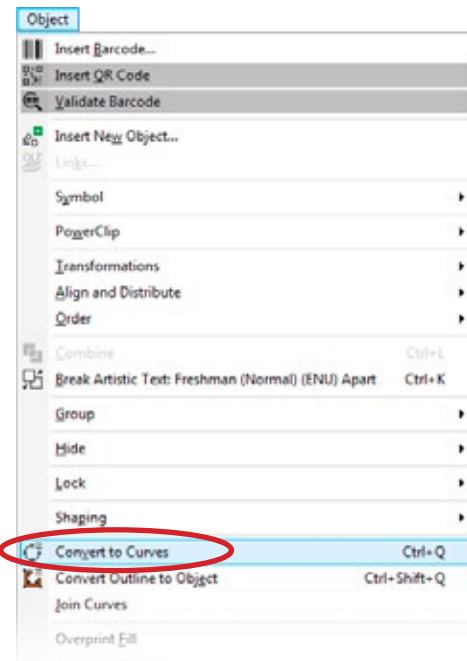 Object
Insert Barcode...
Insert QR Code
Validate Barcode
Insert New Object...
Links...
Symbol
PowerClip
Transformations
Align and Distribute
Order
Combine Ctrl+L
Break Artistic Text: Freshman (Normal) (ENU) Apart Ctrl+K
Group
Hide
Lock
Shaping
Convert to Curves Ctrl+Q
Convert Outline to Object Ctrl+Shift+Q
Join Curves
Overprint Fill